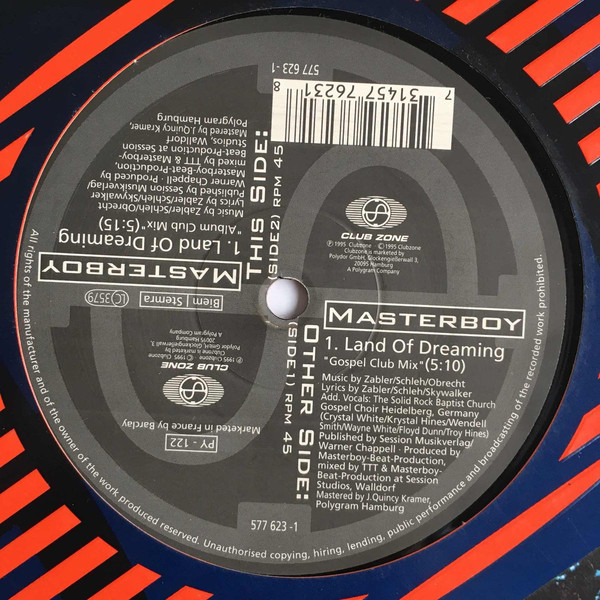 577 623-1
7 31457 76231 8
THIS SIDE:
(SIDE2) RPM 45
MASTERBOY
1. Land Of Dreaming
"Album Club Mix"(5:15)
Music by Zabler/Schleh/Obrecht
Lyrics by Zabler/Schleh/Skywalker
Published by Session Musikverlag/
Warner Chappell · Produced by
Masterboy-Beat-Production,
mixed by TTT & Masterboy-
Beat-Production at Session
Studios, Walldorf
Mastered by J.Quincy Kramer,
Polygram Hamburg
Biem Stemra
LC 3579
CLUB ZONE
℗ 1995 Clubzone © 1995 Clubzone
Clubzone is marketed by
Polydor GmbH, Glockengießerwall 3,
20095 Hamburg
A Polygram Company
MASTERBOY
1. Land Of Dreaming
"Gospel Club Mix"(5:10)
Music by Zabler/Schleh/Obrecht
Lyrics by Zabler/Schleh/Skywalker
Add. Vocals: The Solid Rock Baptist Church
Gospel Choir Heidelberg, Germany
(Crystal White/Krystal Hines/Wendell
Smith/Wayne White/Floyd Dunn/Troy Hines)
Published by Session Musikverlag/
Warner Chappell · Produced by
Masterboy-Beat-Production,
mixed by TTT & Masterboy-
Beat-Production at Session
Studios, Walldorf
Mastered by J.Quincy Kramer,
Polygram Hamburg
OTHER SIDE:
(SIDE1) RPM 45
CLUB ZONE
℗ 1995 Clubzone © 1995 Clubzone
Clubzone is marketed by
Polydor GmbH, Glockengießerwall 3,
20095 Hamburg
A Polygram Company
Marketed in France by Barclay
PY - 122
577 623-1
All rights of the manufacturer and of the owner of the work produced reserved. Unauthorised copying, hiring, lending, public performance and broadcasting of the recorded work prohibited.